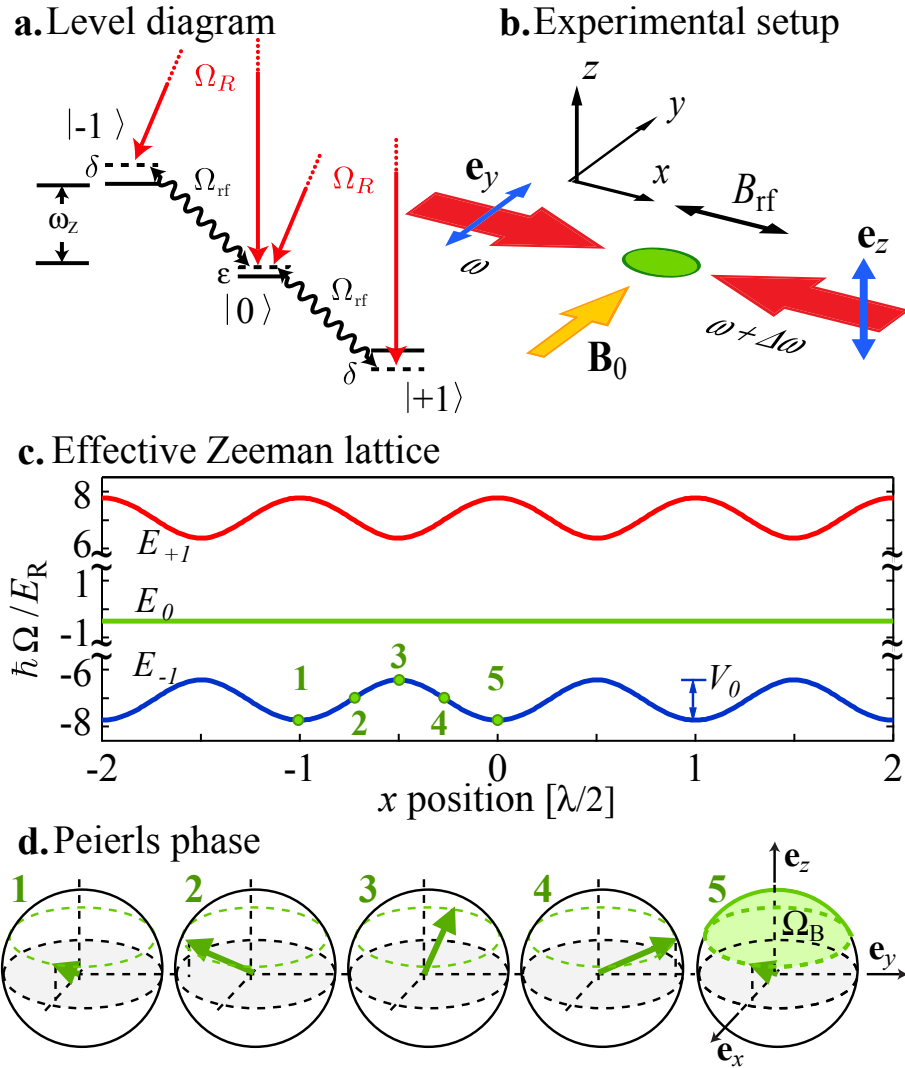 a. Level diagram
Ω_R
|-1⟩
δ
Ω_rf
Ω_R
ω_z
ε
|0⟩
Ω_rf
δ
|+1⟩
b. Experimental setup
z
y
x
e_y
B_rf
e_z
ω
ω+Δω
B_0
c. Effective Zeeman lattice
ħΩ/E_R
8
6
E_+1
1
E_0
-1
E_-1
-6
-8
1
2
3
4
5
V_0
-2 -1 0 1 2
x position [λ/2]
d. Peierls phase
1 2 3 4 5
e_z
Ω_B
e_y
e_x